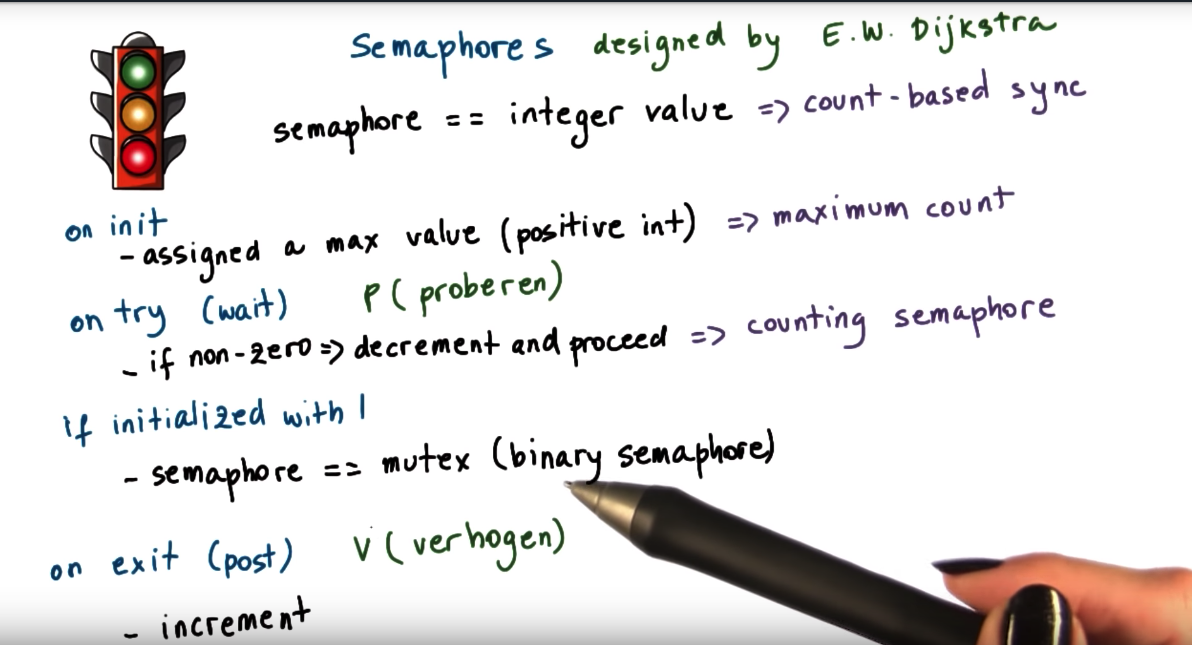 Semaphores designed by E.W. Dijkstra
semaphore == integer value => count-based sync
on init
- assigned a max value (positive int) => maximum count
on try (wait) P (proberen)
- if non-zero => decrement and proceed => counting semaphore
if initialized with 1
- semaphore == mutex (binary semaphore)
on exit (post) V (verhogen)
- increment